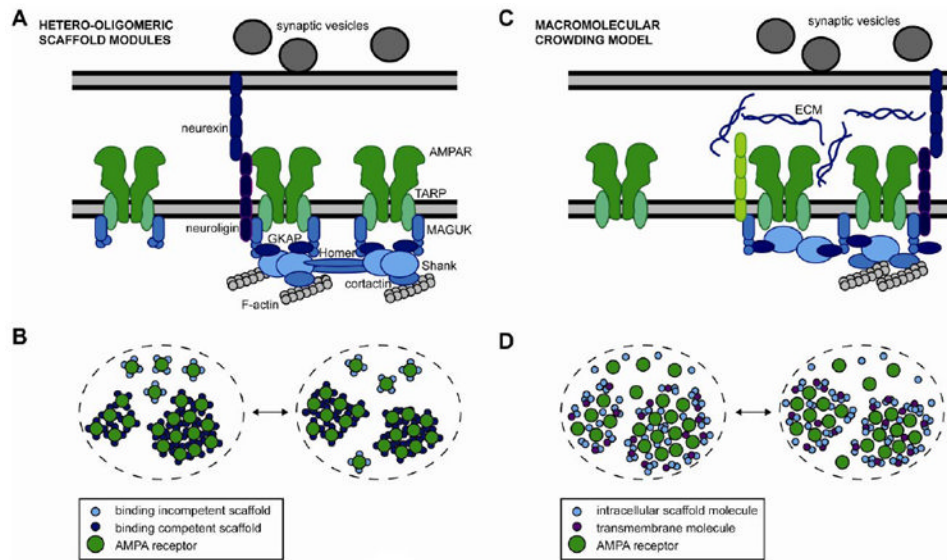 A
HETERO-OLIGOMERIC
SCAFFOLD MODULES
synaptic vesicles
neurexin
AMPAR
TARP
neuroligin
MAGUK
GKAP
Homer
Shank
cortactin
F-actin
B
binding incompetent scaffold
binding competent scaffold
AMPA receptor
C
MACROMOLECULAR
CROWDING MODEL
synaptic vesicles
ECM
D
intracellular scaffold molecule
transmembrane molecule
AMPA receptor